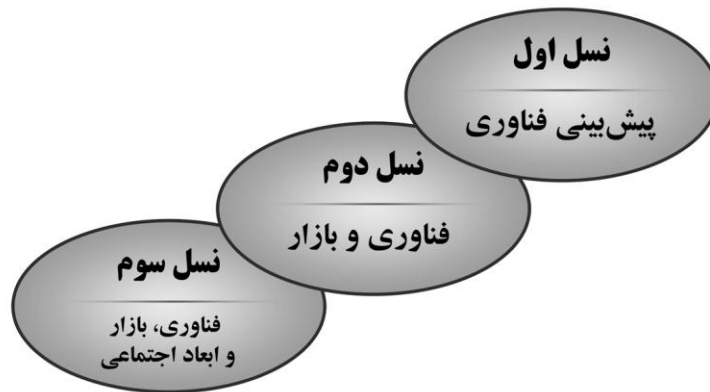 نسل اول
پیش‌بینی فناوری
نسل دوم
فناوری و بازار
نسل سوم
فناوری، بازار
و ابعاد اجتماعی